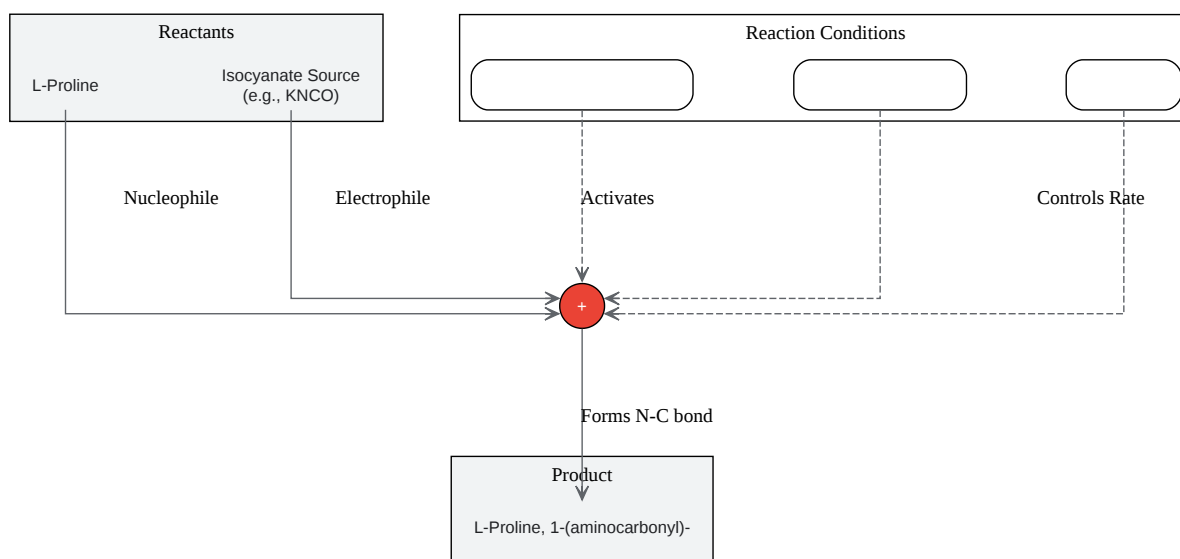 Reactants
Reaction Conditions
L-Proline
Isocyanate Source
(e.g., KNCO)
Nucleophile
Electrophile
Activates
Controls Rate
+
Forms N-C bond
Product
L-Proline, 1-(aminocarbonyl)-